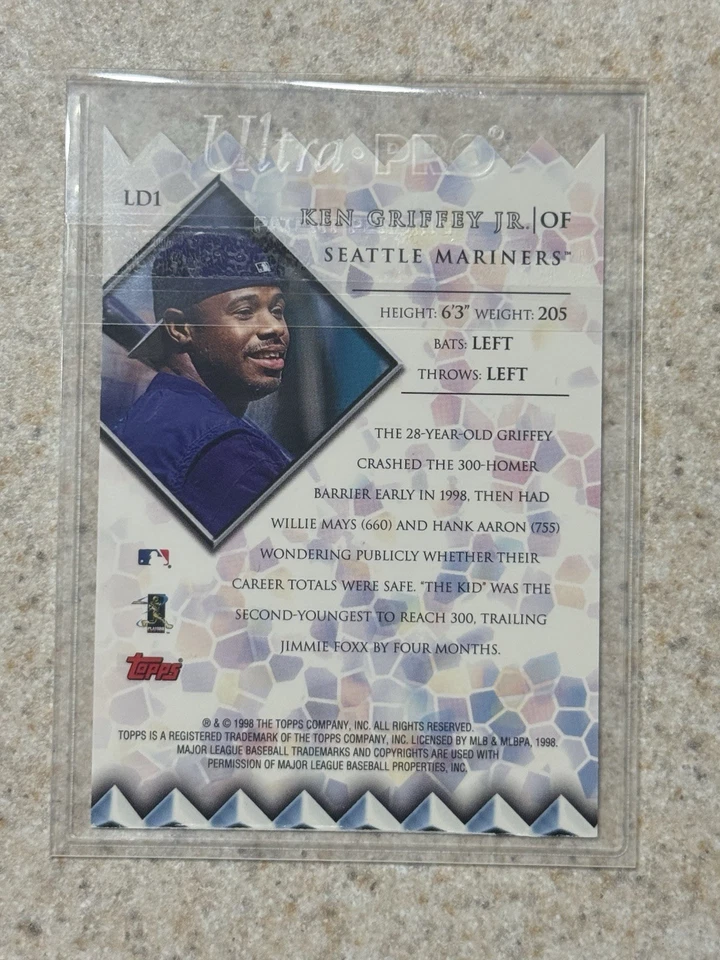 Ultra·PRO®
LD1
KEN GRIFFEY JR.|OF
SEATTLE MARINERS™
HEIGHT: 6'3" WEIGHT: 205
BATS: LEFT
THROWS: LEFT
THE 28-YEAR-OLD GRIFFEY
CRASHED THE 300-HOMER
BARRIER EARLY IN 1998, THEN HAD
WILLIE MAYS (660) AND HANK AARON (755)
WONDERING PUBLICLY WHETHER THEIR
CAREER TOTALS WERE SAFE. "THE KID" WAS THE
SECOND-YOUNGEST TO REACH 300, TRAILING
JIMMIE FOXX BY FOUR MONTHS.
Topps®
® & © 1998 THE TOPPS COMPANY, INC. ALL RIGHTS RESERVED.
TOPPS IS A REGISTERED TRADEMARK OF THE TOPPS COMPANY, INC. LICENSED BY MLB & MLBPA, 1998.
MAJOR LEAGUE BASEBALL TRADEMARKS AND COPYRIGHTS ARE USED WITH
PERMISSION OF MAJOR LEAGUE BASEBALL PROPERTIES, INC.